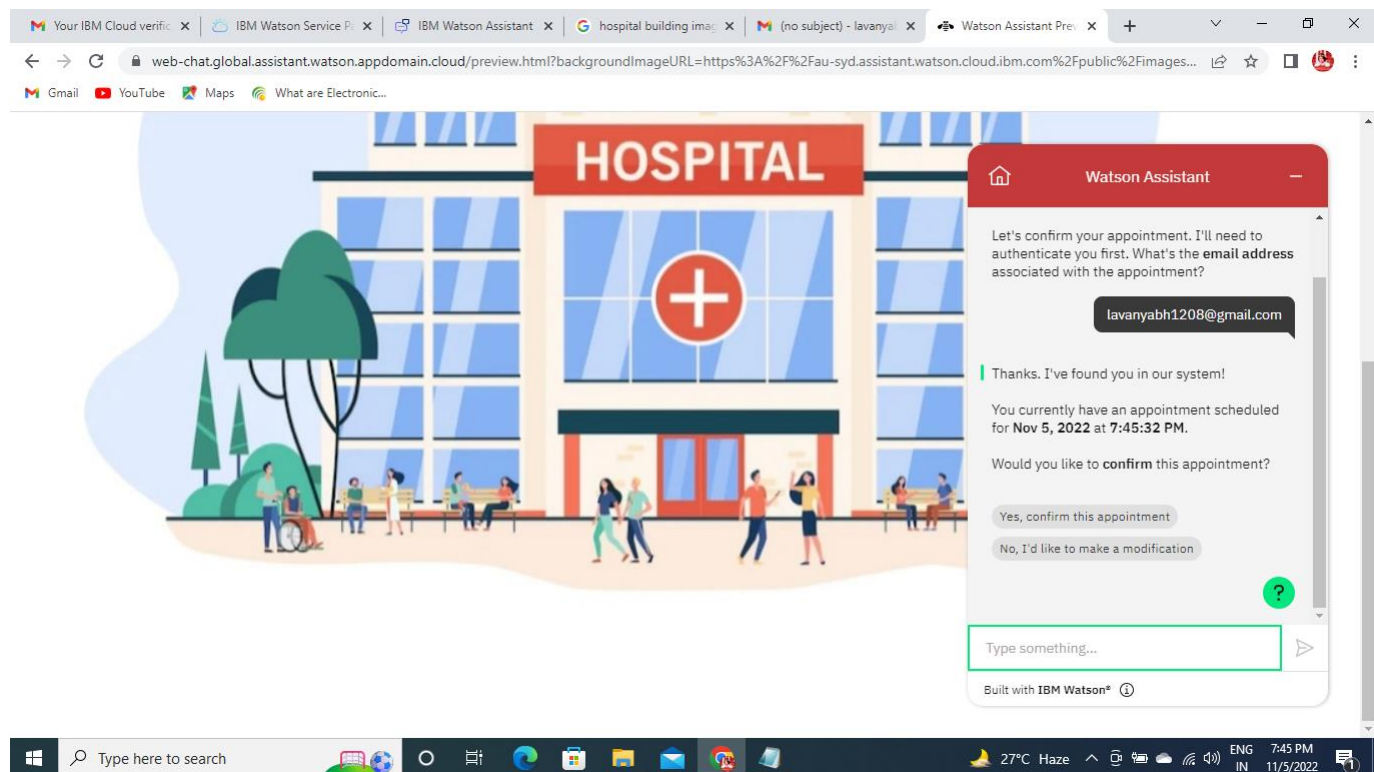 Your IBM Cloud verific
IBM Watson Service Pa
IBM Watson Assistant
hospital building imag
(no subject) - lavanya
Watson Assistant Prev
web-chat.global.assistant.watson.appdomain.cloud/preview.html?backgroundImageURL=https%3A%2F%2Fau-syd.assistant.watson.cloud.ibm.com%2Fpublic%2Fimages...
Gmail
YouTube
Maps
What are Electronic...
HOSPITAL
Watson Assistant
Let's confirm your appointment. I'll need to
authenticate you first. What's the email address
associated with the appointment?
lavanyabh1208@gmail.com
Thanks. I've found you in our system!
You currently have an appointment scheduled
for Nov 5, 2022 at 7:45:32 PM.
Would you like to confirm this appointment?
Yes, confirm this appointment
No, I'd like to make a modification
?
Type something...
Built with IBM Watson®
Type here to search
27°C Haze
ENG
IN
7:45 PM
11/5/2022
1